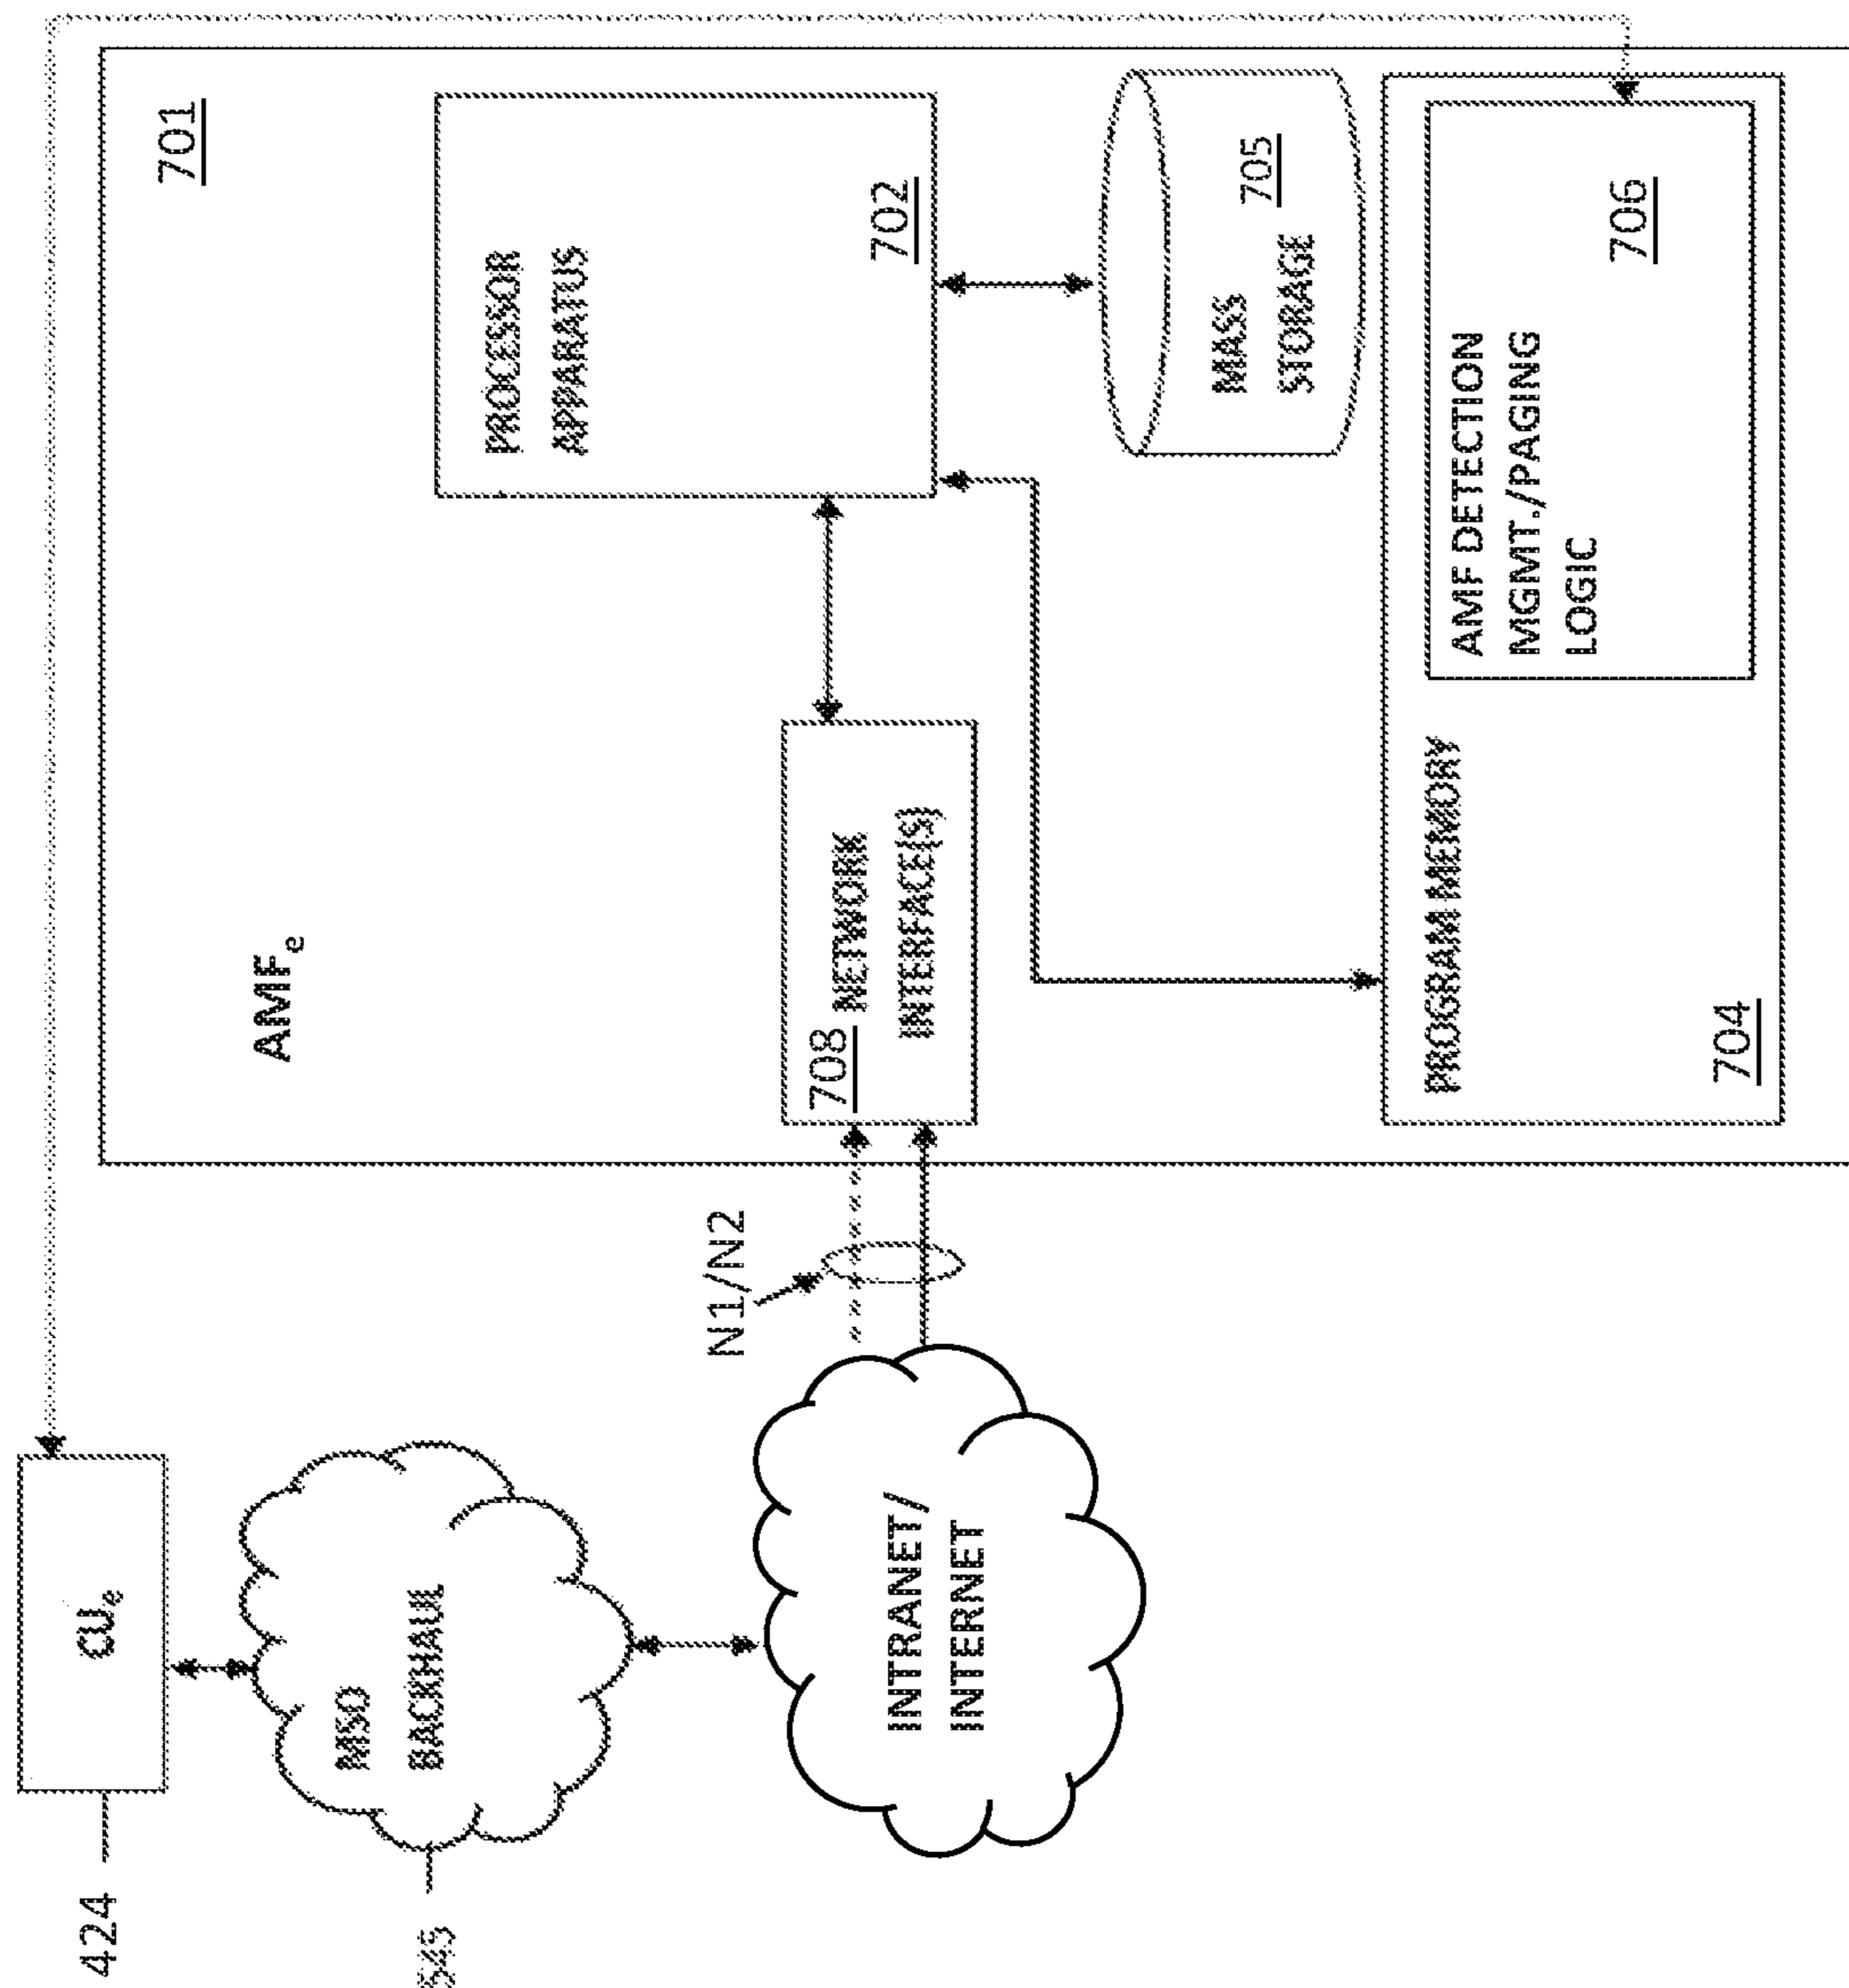 701
AMFe
PROCESSOR
APPARATUS
702
708
NETWORK
INTERFACE(S)
MASS
STORAGE
705
PROGRAM MEMORY
704
AMF DETECTION
MGMT./PAGING
LOGIC
706
N1/N2
424
CUe
545
MSO
BACKHAUL
INTRANET/
INTERNET